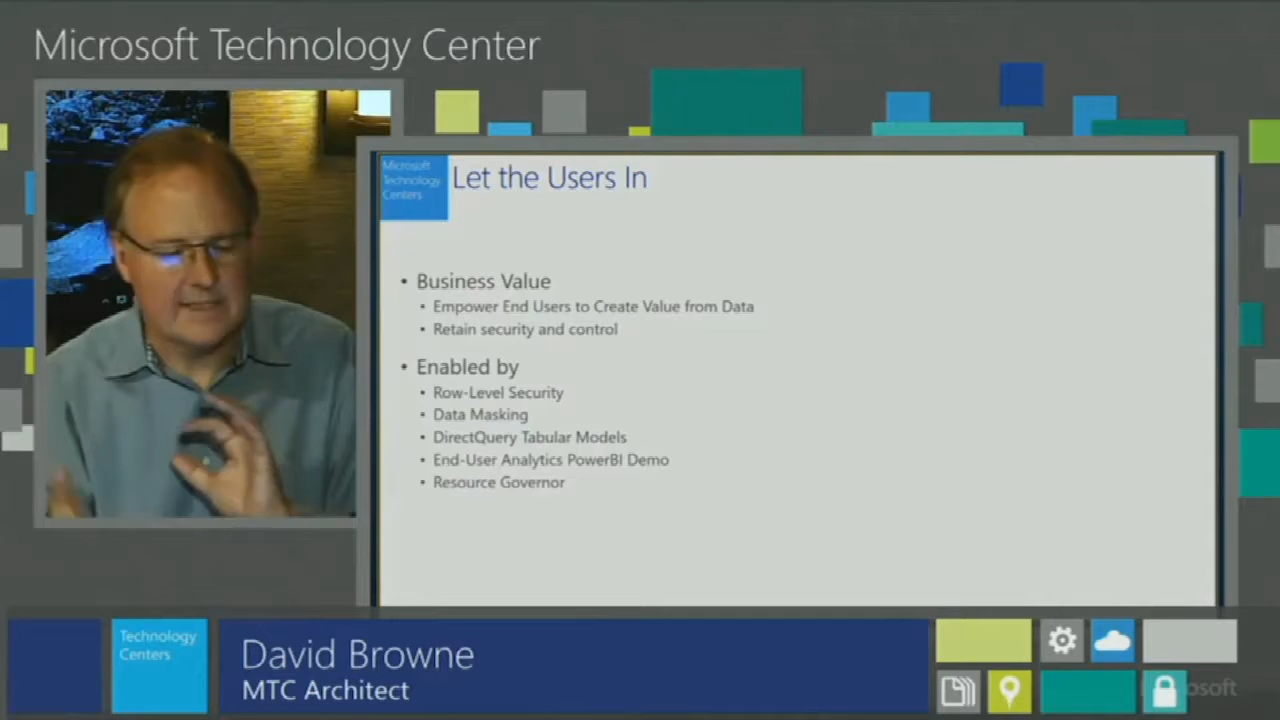 Microsoft Technology Center
Microsoft
Technology
Centers
Let the Users In
• Business Value
• Empower End Users to Create Value from Data
• Retain security and control
• Enabled by
• Row-Level Security
• Data Masking
• DirectQuery Tabular Models
• End-User Analytics PowerBI Demo
• Resource Governor
Technology
Centers
David Browne
MTC Architect